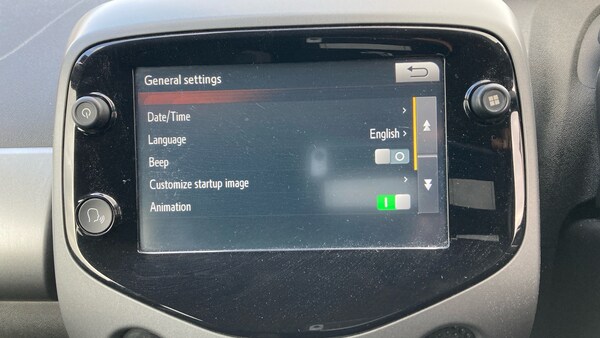 General settings
Date/Time
Language English
Beep
Customize startup image
Animation